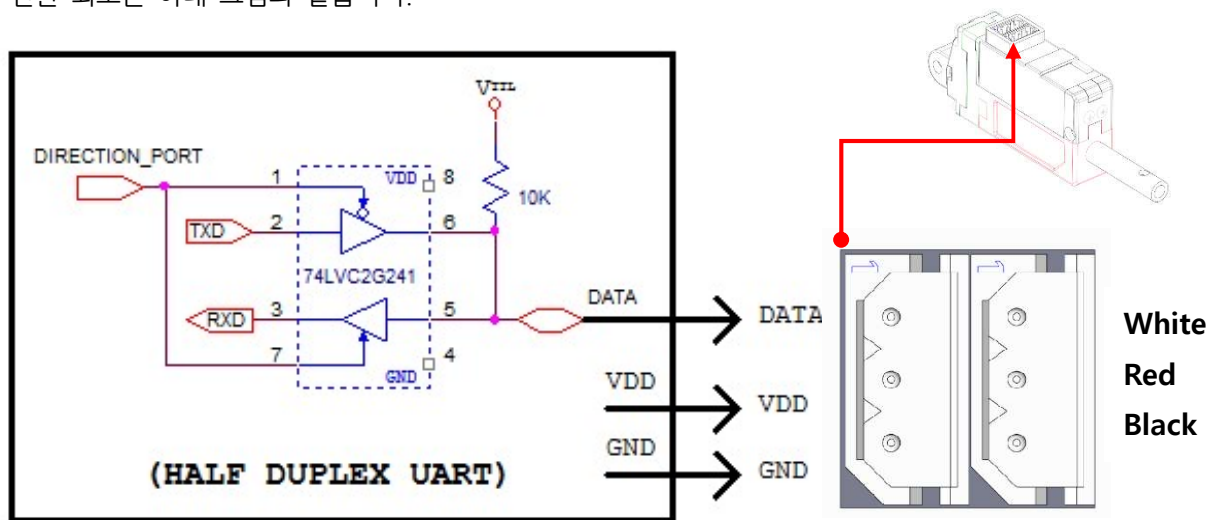 VTTL
DIRECTION_PORT
1
VDD
8
10K
TXD
2
6
74LVC2G241
DATA
RXD
3
5
DATA
7
GND
4
VDD
VDD
GND
GND
(HALF DUPLEX UART)
White
Red
Black